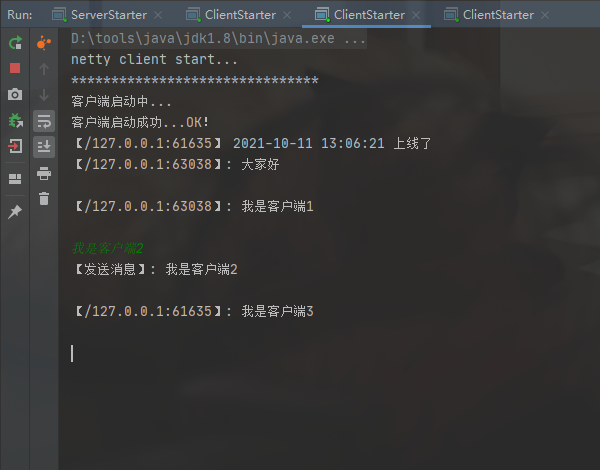 Run: ServerStarter × ClientStarter × ClientStarter × ClientStarter ×
D:\tools\java\jdk1.8\bin\java.exe ...
netty client start...
*******************************
客户端启动中...
客户端启动成功...OK!
【/127.0.0.1:61635】 2021-10-11 13:06:21 上线了
【/127.0.0.1:63038】: 大家好
【/127.0.0.1:63038】: 我是客户端1
我是客户端2
【发送消息】: 我是客户端2
【/127.0.0.1:61635】: 我是客户端3